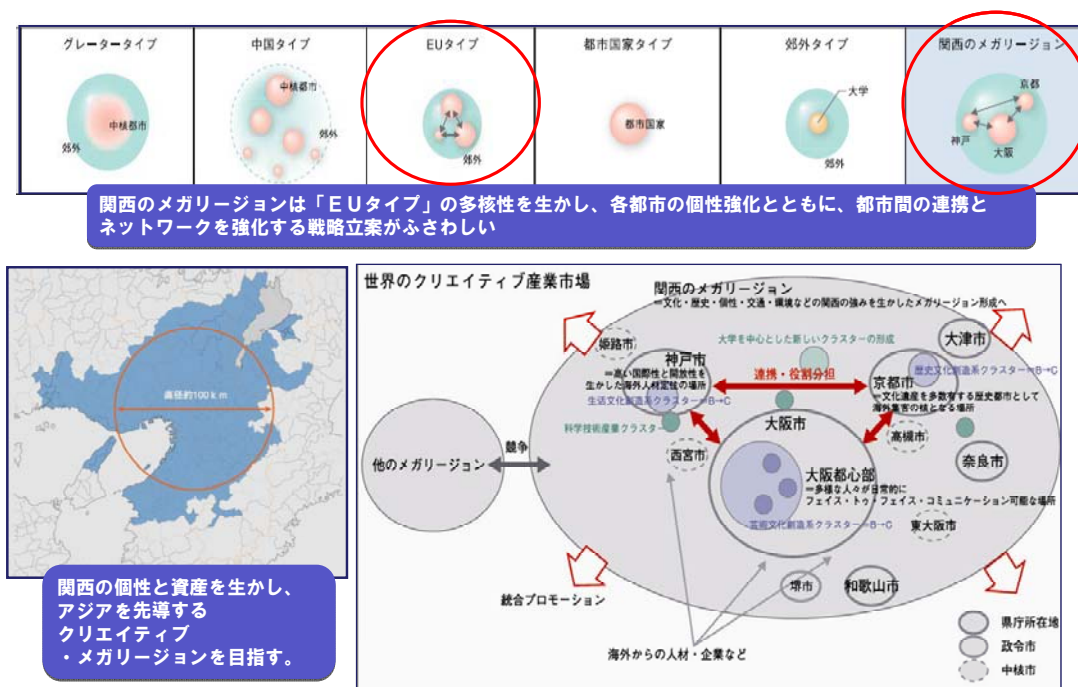 グレータータイプ
中核都市
郊外
中国タイプ
中核都市
郊外
EUタイプ
郊外
都市国家タイプ
都市国家
郊外タイプ
大学
郊外
関西のメガリージョン
京都
神戸
大阪
関西のメガリージョンは「ＥＵタイプ」の多核性を生かし、各都市の個性強化とともに、都市間の連携と
ネットワークを強化する戦略立案がふさわしい
直径約100ｋｍ
関西の個性と資産を生かし、
アジアを先導する
クリエイティブ
・メガリージョンを目指す。
世界のクリエイティブ産業市場
関西のメガリージョン
＝文化・歴史・個性・交通・環境などの関西の強みを生かしたメガリージョン形成へ
大学を中心とした新しいクラスターの形成
姫路市
神戸市
＝高い国際性と開放性を
生かした海外人材定住の場所
生活文化創造系クラスター＝B→C
連携・役割分担
大津市
歴史文化創造系クラスター＝B→C
京都市
＝文化遺産を多数有する歴史都市として
海外集客の核となる場所
科学技術産業クラスター
西宮市
大阪市
高槻市
奈良市
競争
他のメガリージョン
大阪都心部
＝多様な人々が日常的に
フェイス・トゥ・フェイス・コミュニケーション可能な場所
芸術文化創造系クラスター＝B→C
東大阪市
統合プロモーション
堺市
和歌山市
海外からの人材・企業など
県庁所在地
政令市
中核市